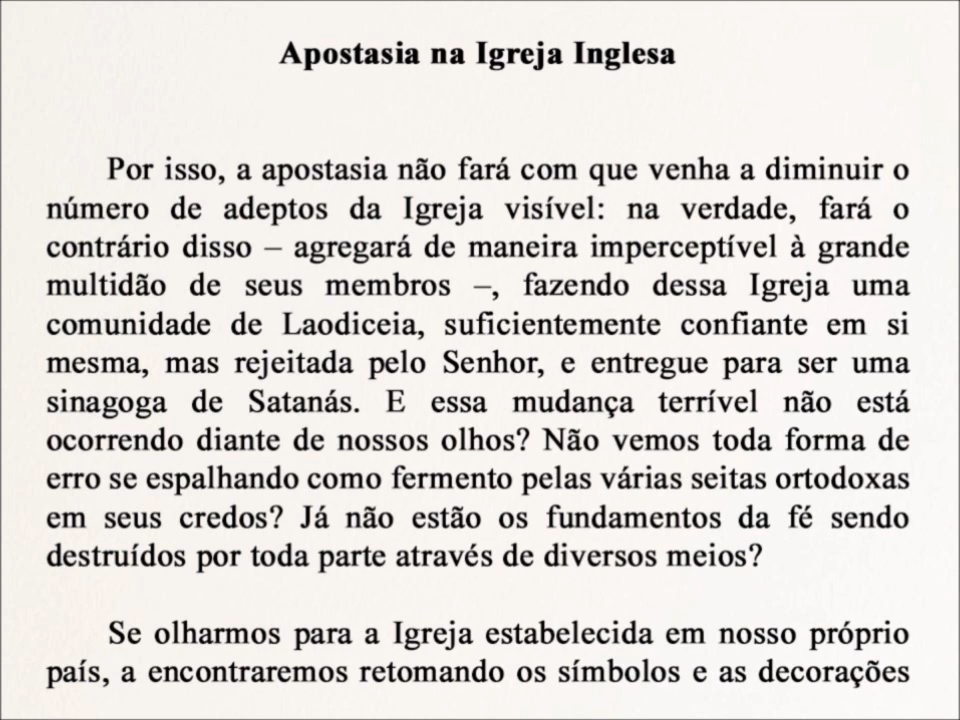 Apostasia na Igreja Inglesa
Por isso, a apostasia não fará com que venha a diminuir o
número de adeptos da Igreja visível: na verdade, fará o
contrário disso – agregará de maneira imperceptível à grande
multidão de seus membros –, fazendo dessa Igreja uma
comunidade de Laodiceia, suficientemente confiante em si
mesma, mas rejeitada pelo Senhor, e entregue para ser uma
sinagoga de Satanás. E essa mudança terrível não está
ocorrendo diante de nossos olhos? Não vemos toda forma de
erro se espalhando como fermento pelas várias seitas ortodoxas
em seus credos? Já não estão os fundamentos da fé sendo
destruídos por toda parte através de diversos meios?
Se olharmos para a Igreja estabelecida em nosso próprio
país, a encontraremos retomando os símbolos e as decorações